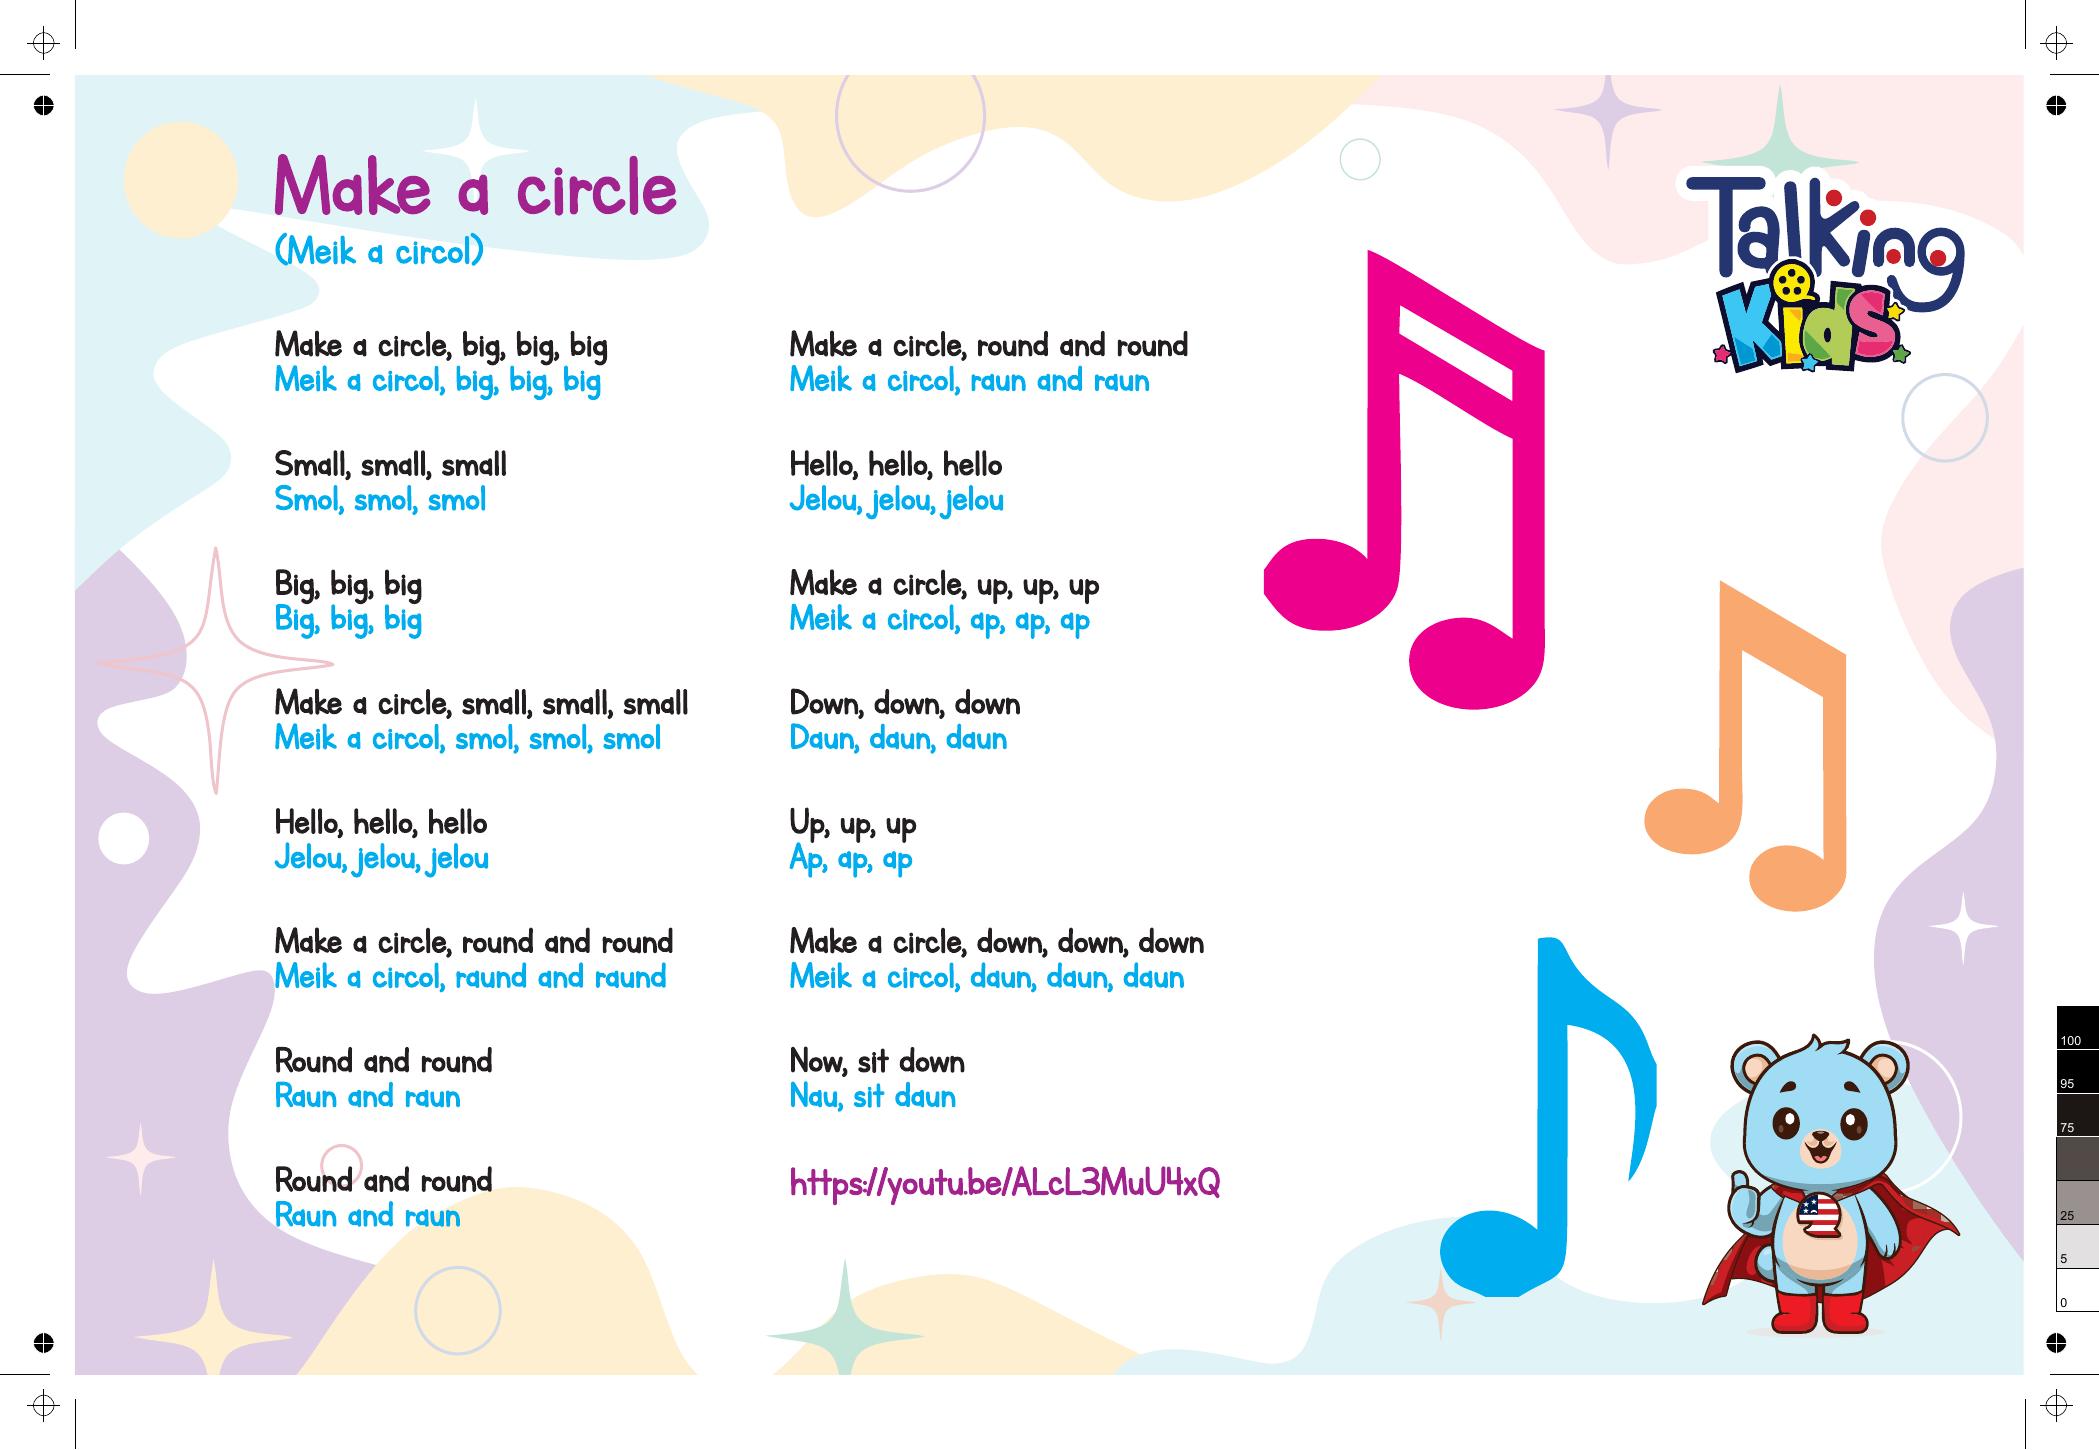 Make a circle
(Meik a circol)
Make a circle, big, big, big
Meik a circol, big, big, big
Small, small, small
Smol, smol, smol
Big, big, big
Big, big, big
Make a circle, small, small, small
Meik a circol, smol, smol, smol
Hello, hello, hello
Jelou, jelou, jelou
Make a circle, round and round
Meik a circol, raund and raund
Round and round
Raun and raun
Round and round
Raun and raun
Make a circle, round and round
Meik a circol, raun and raun
Hello, hello, hello
Jelou, jelou, jelou
Make a circle, up, up, up
Meik a circol, ap, ap, ap
Down, down, down
Daun, daun, daun
Up, up, up
Ap, ap, ap
Make a circle, down, down, down
Meik a circol, daun, daun, daun
Now, sit down
Nau, sit daun
https://youtu.be/ALcL3MuU4xQ
Talking
Kids
100
95
75
25
5
0